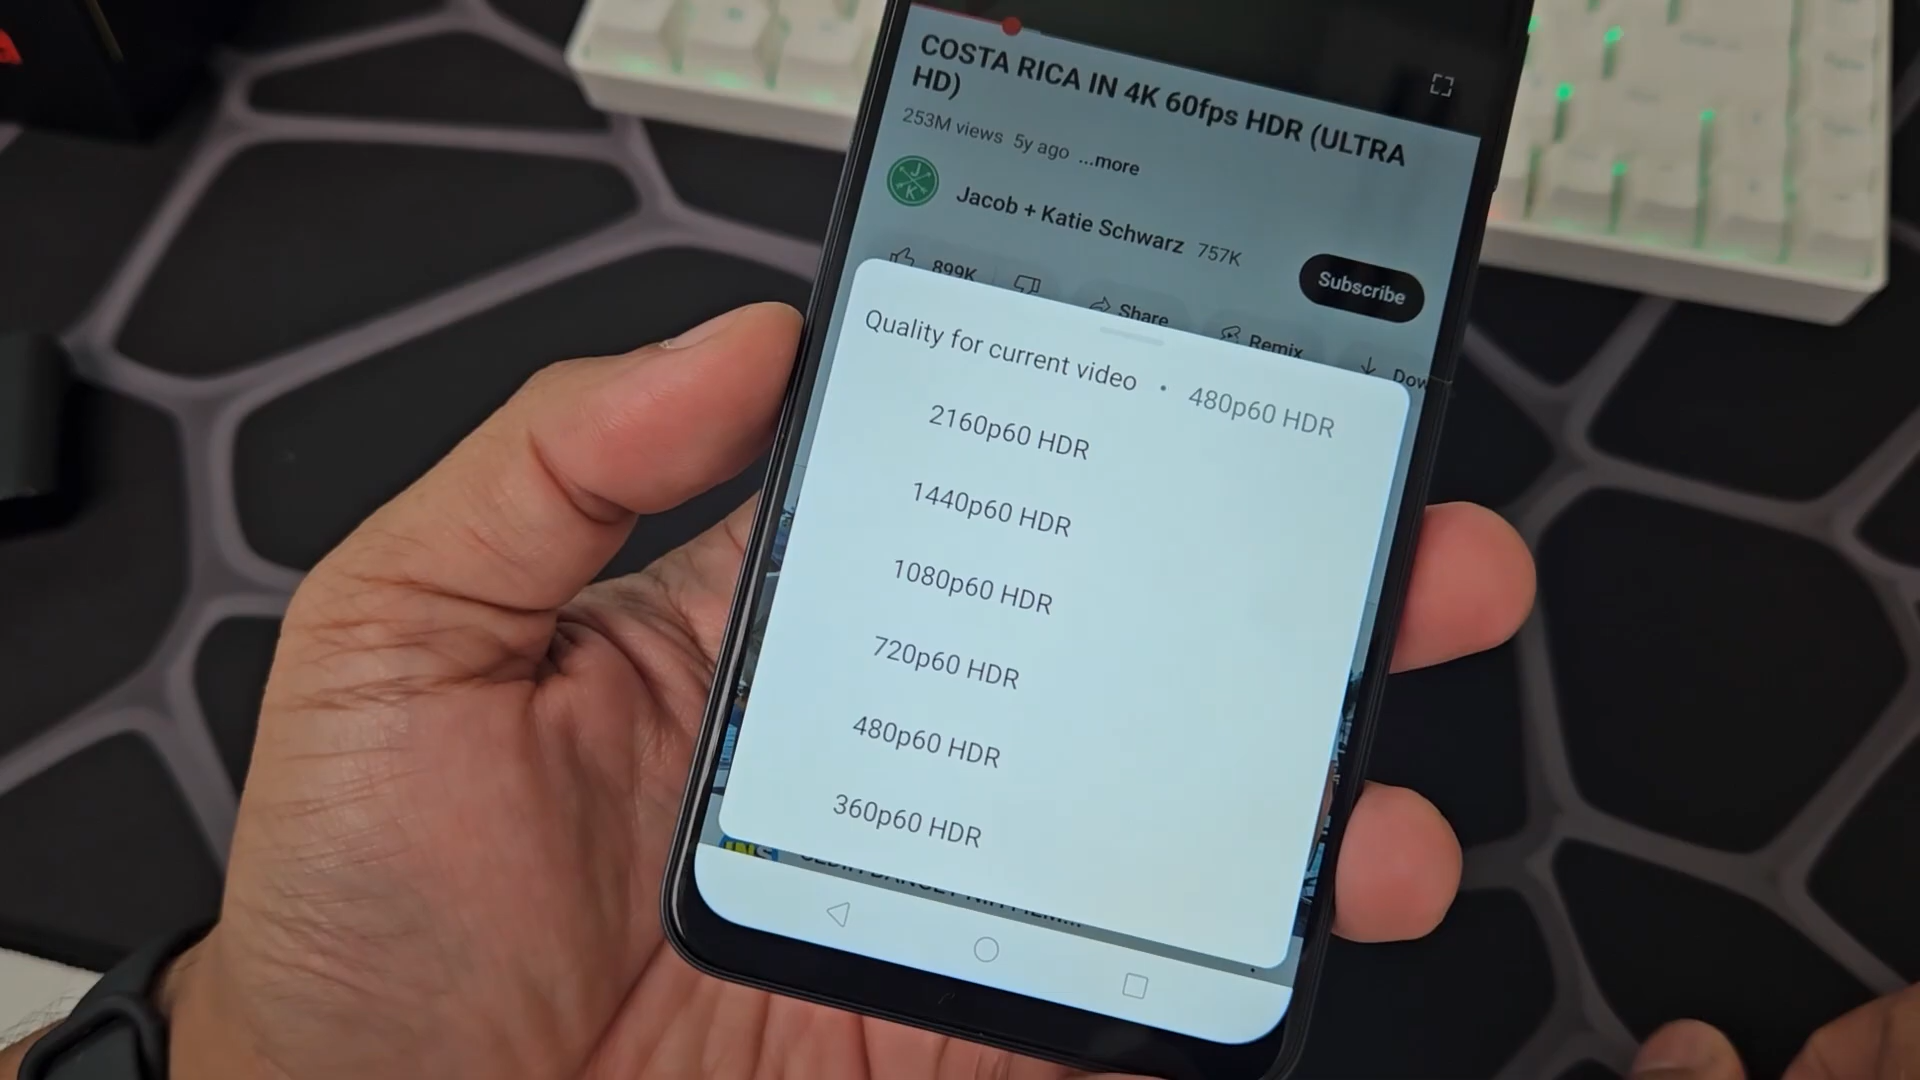 COSTA RICA IN 4K 60fps HDR (ULTRA
HD)
253M views 5y ago ...more
JK
Jacob + Katie Schwarz 757K
Subscribe
899K
Share
Remix
Dow
Quality for current video • 480p60 HDR
2160p60 HDR
1440p60 HDR
1080p60 HDR
720p60 HDR
480p60 HDR
360p60 HDR